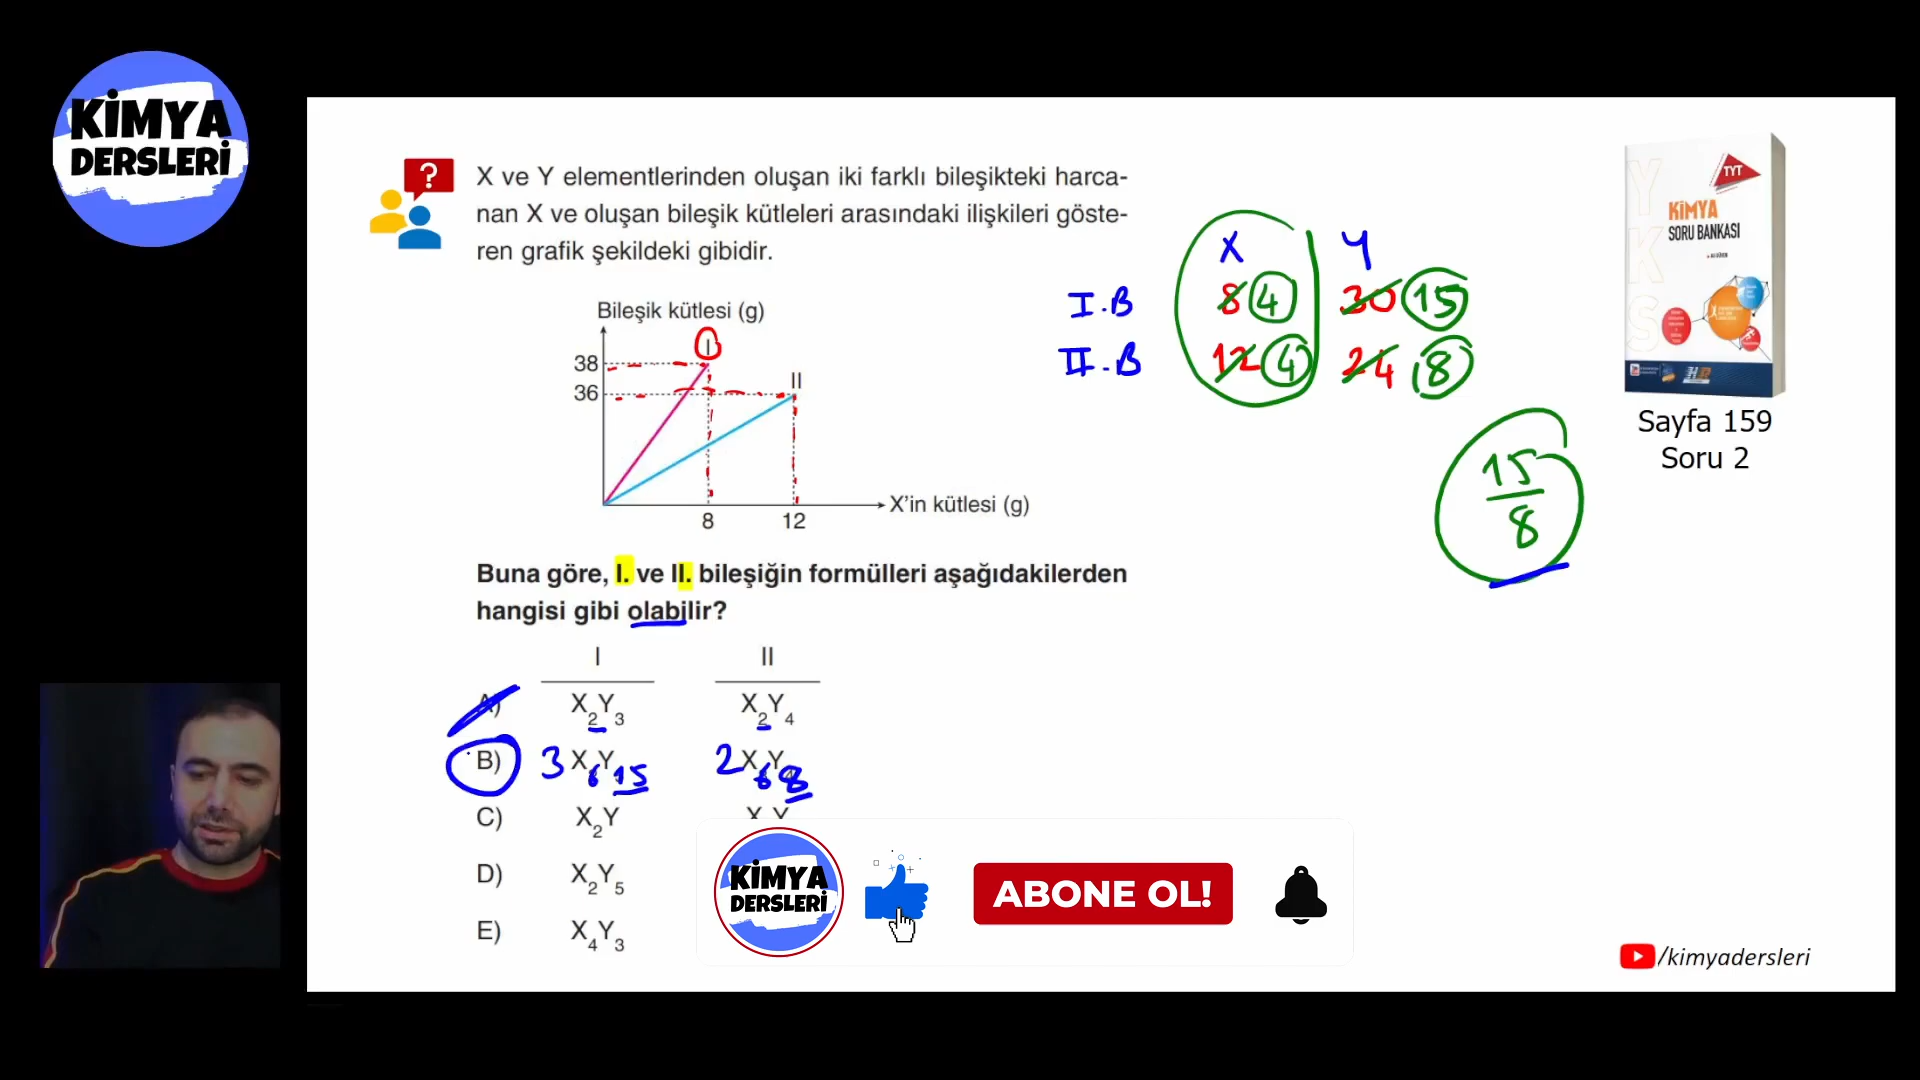 KİMYA
DERSLERİ
?
X ve Y elementlerinden oluşan iki farklı bileşikteki harca-
nan X ve oluşan bileşik kütleleri arasındaki ilişkileri göste-
ren grafik şekildeki gibidir.
Bileşik kütlesi (g)
I
38
36
II
X'in kütlesi (g)
8
12
X Y
I.B 8 4 30 15
II.B 12 4 24 8
15
8
YKS
TYT
KİMYA
SORU BANKASI
Sayfa 159
Soru 2
Buna göre, I. ve II. bileşiğin formülleri aşağıdakilerden
hangisi gibi olabilir?
I II
A) X2Y3 X2Y4
B) 3 X6Y15 2 X6Y8
C) X2Y X Y
D) X2Y5
E) X4Y3
KİMYA
DERSLERİ
ABONE OL!
/kimyadersleri